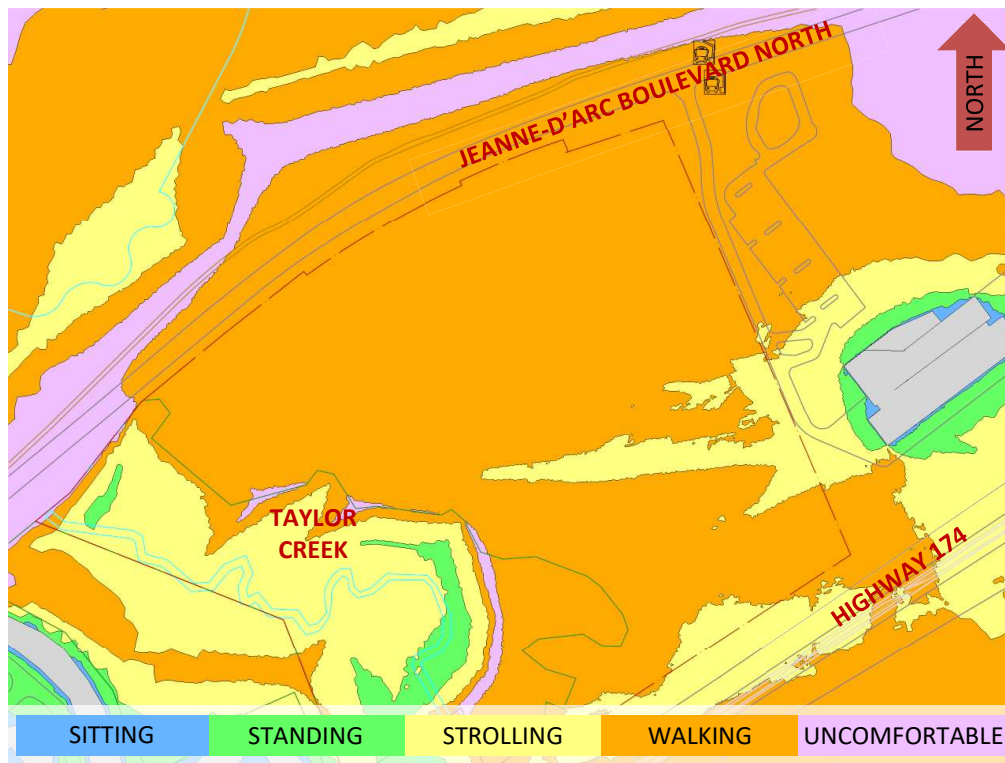 NORTH
JEANNE-D’ARC BOULEVARD NORTH
TAYLOR
CREEK
HIGHWAY 174
SITTING
STANDING
STROLLING
WALKING
UNCOMFORTABLE